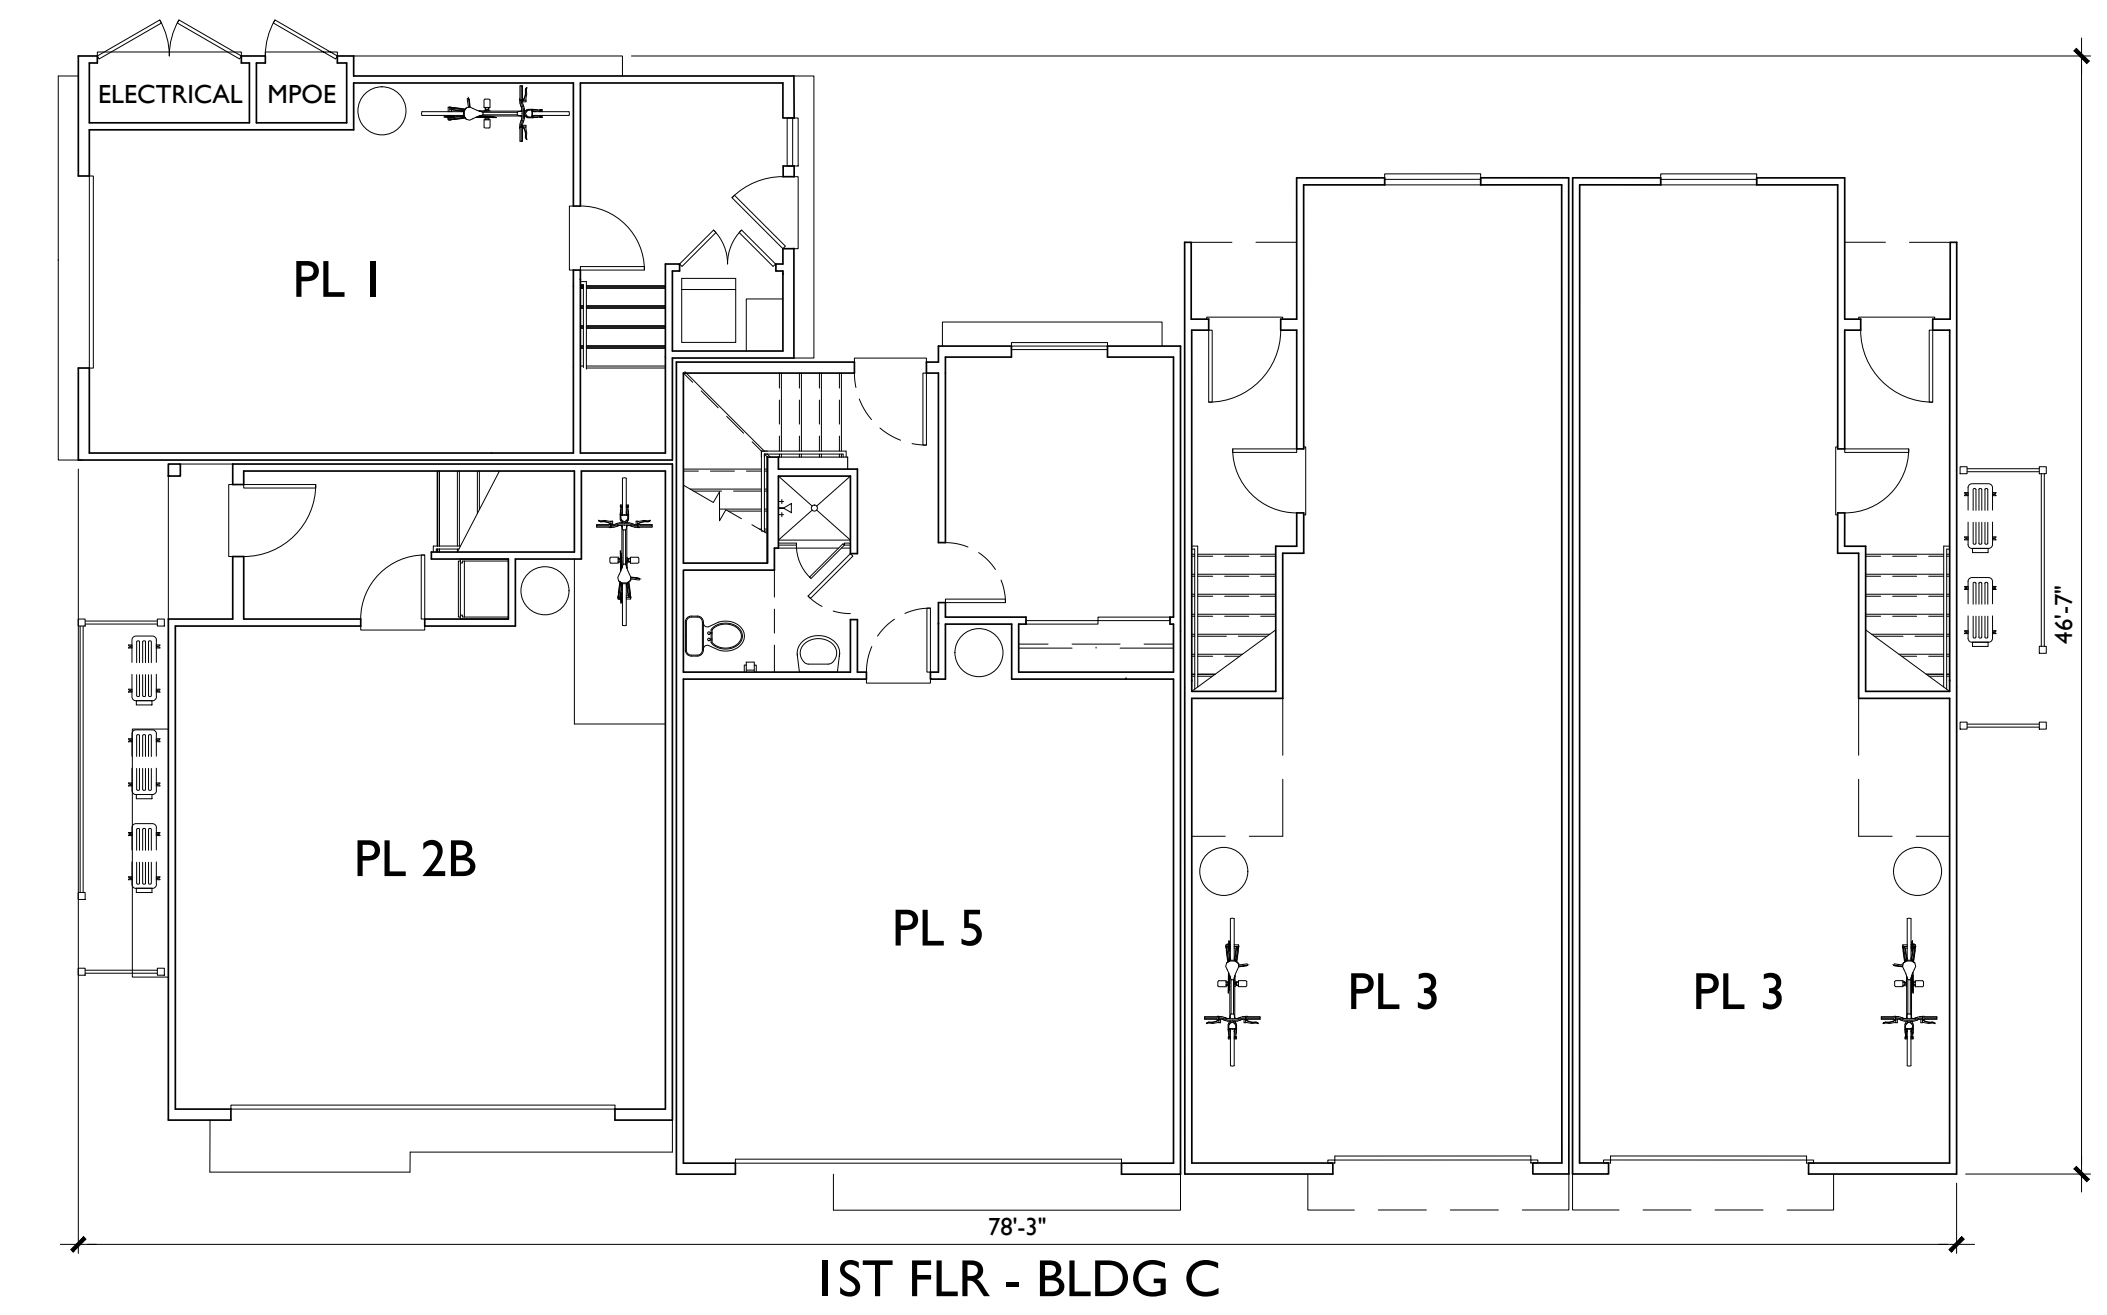 ELECTRICAL
MPOE
PL 1
46'-7"
PL 2B
PL 5
PL 3
PL 3
78'-3"
1ST FLR - BLDG C